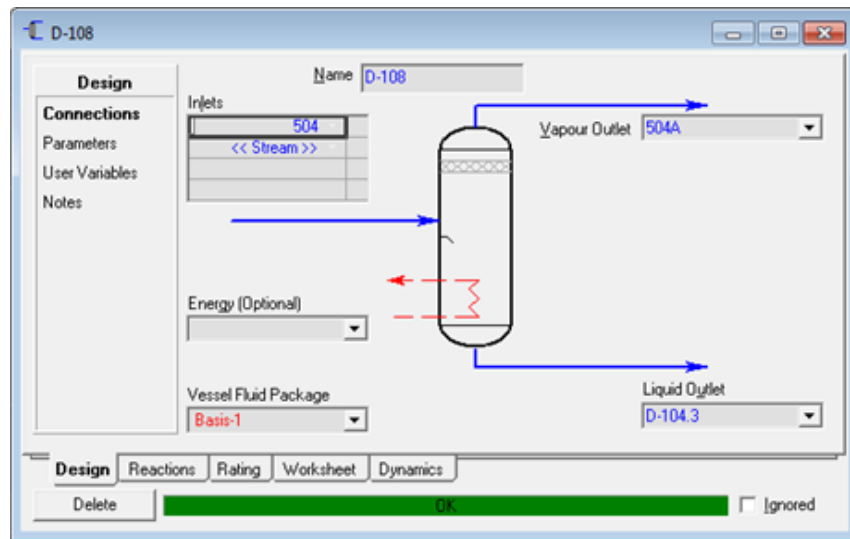 D-108
Design
Connections
Parameters
User Variables
Notes
Name D-108
Inlets
504
<< Stream >>
Vapour Outlet 504A
Energy (Optional)
Vessel Fluid Package
Basis-1
Liquid Outlet
D-104.3
Design Reactions Rating Worksheet Dynamics
Delete OK Ignored